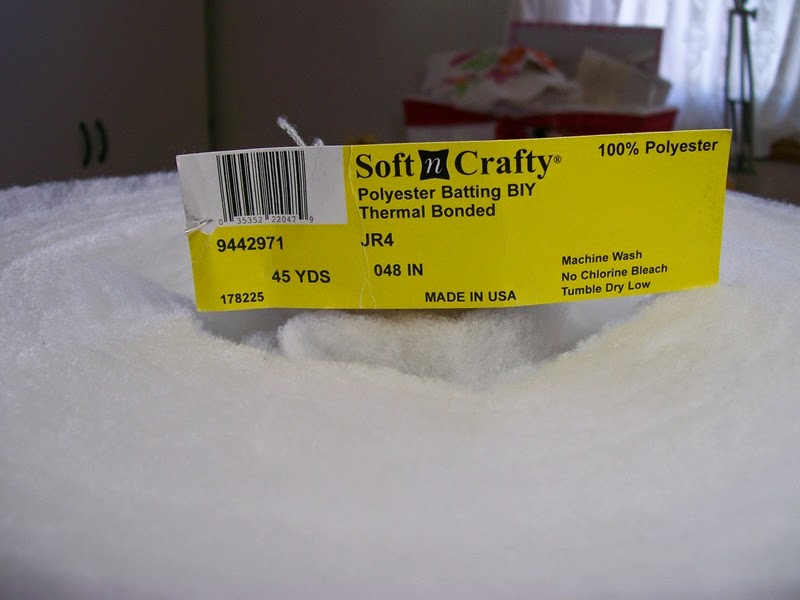 Soft n Crafty®
100% Polyester
Polyester Batting BIY
Thermal Bonded
0 35352 22047 9
9442971
JR4
45 YDS
048 IN
178225
MADE IN USA
Machine Wash
No Chlorine Bleach
Tumble Dry Low